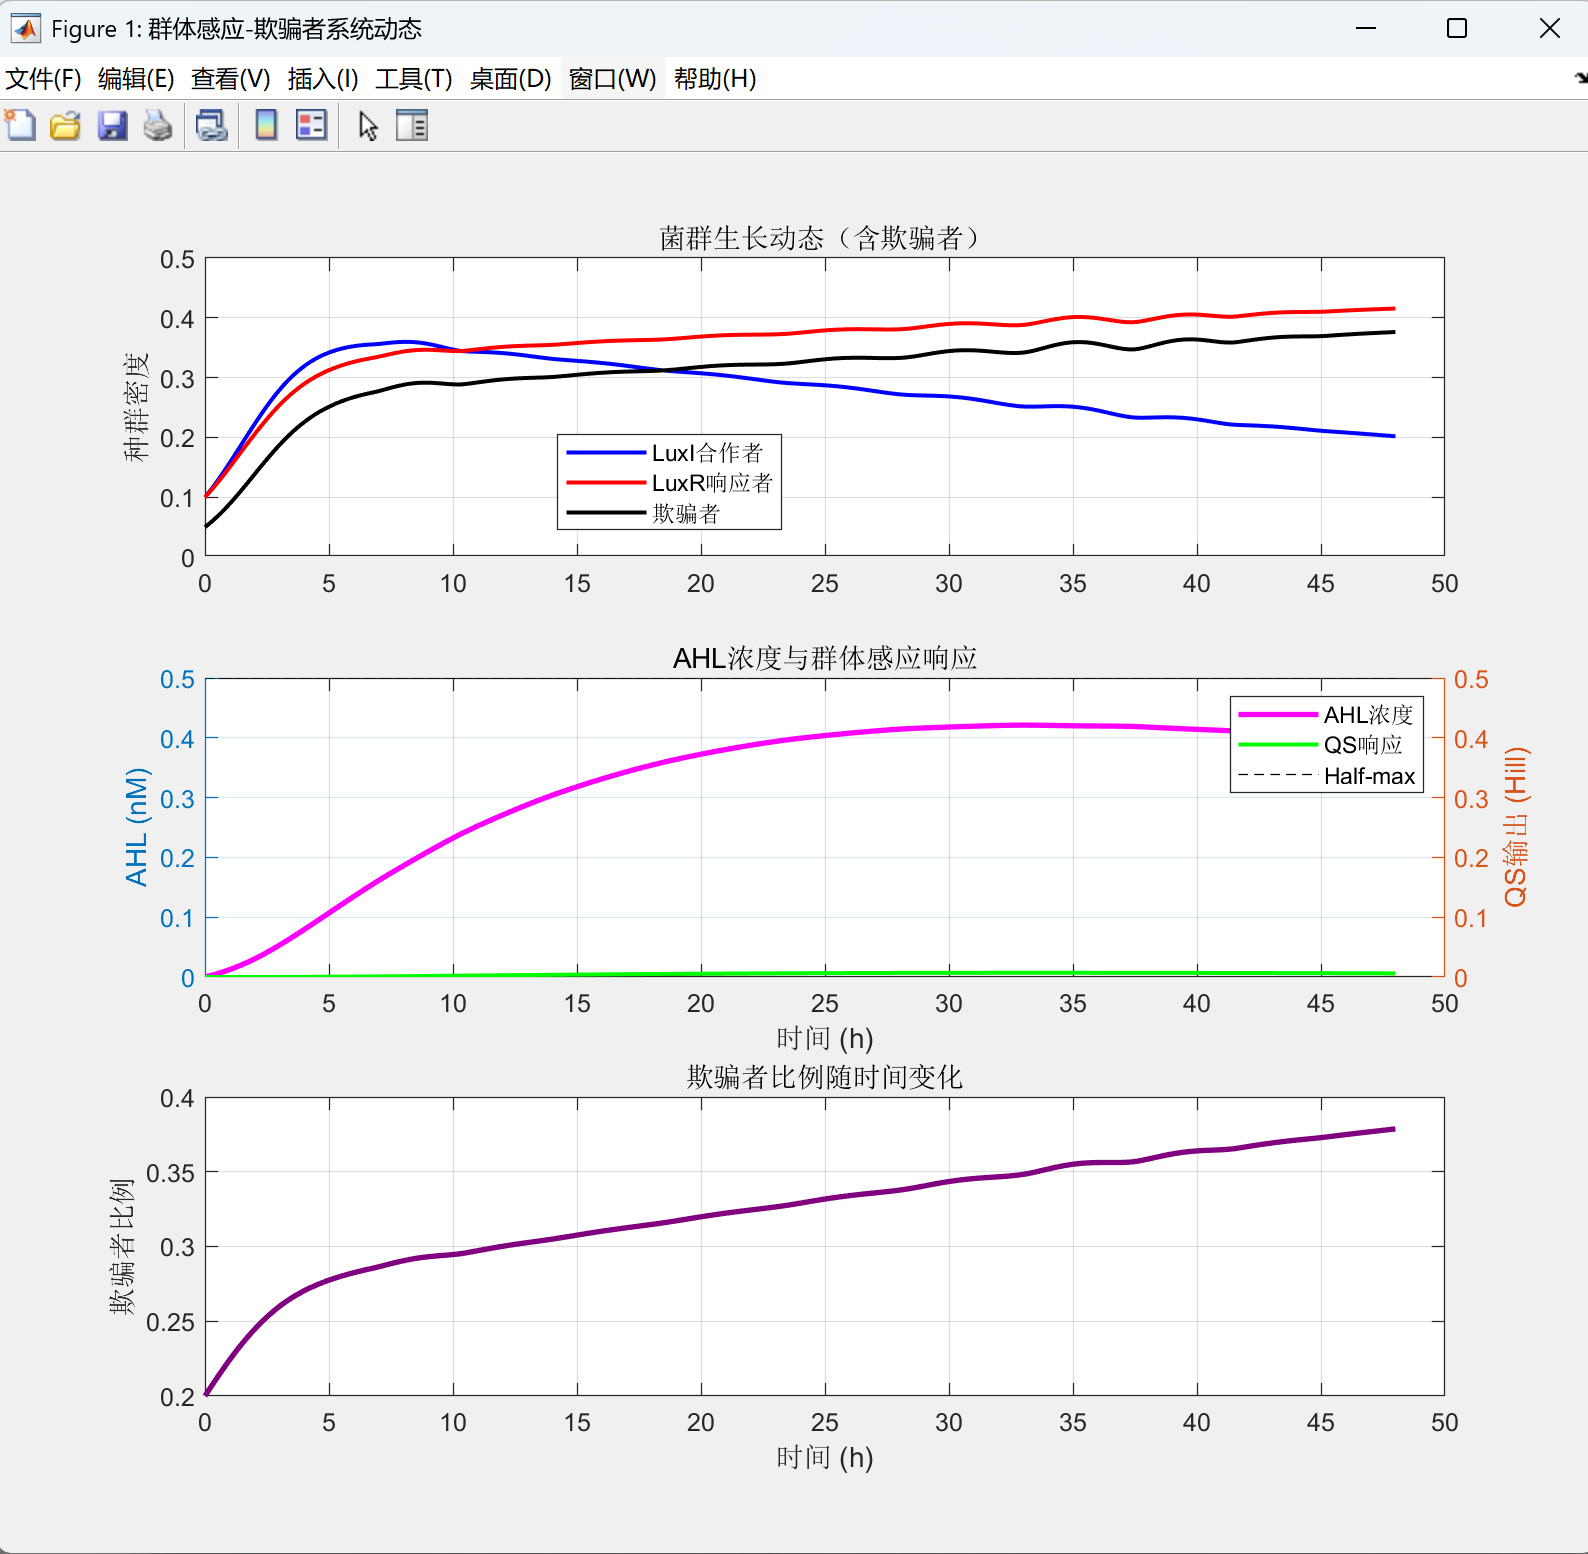 Figure 1: 群体感应-欺骗者系统动态
文件(F) 编辑(E) 查看(V) 插入(I) 工具(T) 桌面(D) 窗口(W) 帮助(H)
菌群生长动态（含欺骗者）
种群密度
0.5
0.4
0.3
0.2
0.1
0
LuxI合作者
LuxR响应者
欺骗者
0 5 10 15 20 25 30 35 40 45 50
AHL浓度与群体感应响应
AHL (nM)
0.5
0.4
0.3
0.2
0.1
0
AHL浓度
QS响应
Half-max
0.5
0.4
0.3
0.2
0.1
0
QS输出 (Hill)
0 5 10 15 20 25 30 35 40 45 50
时间 (h)
欺骗者比例随时间变化
欺骗者比例
0.4
0.35
0.3
0.25
0.2
0 5 10 15 20 25 30 35 40 45 50
时间 (h)